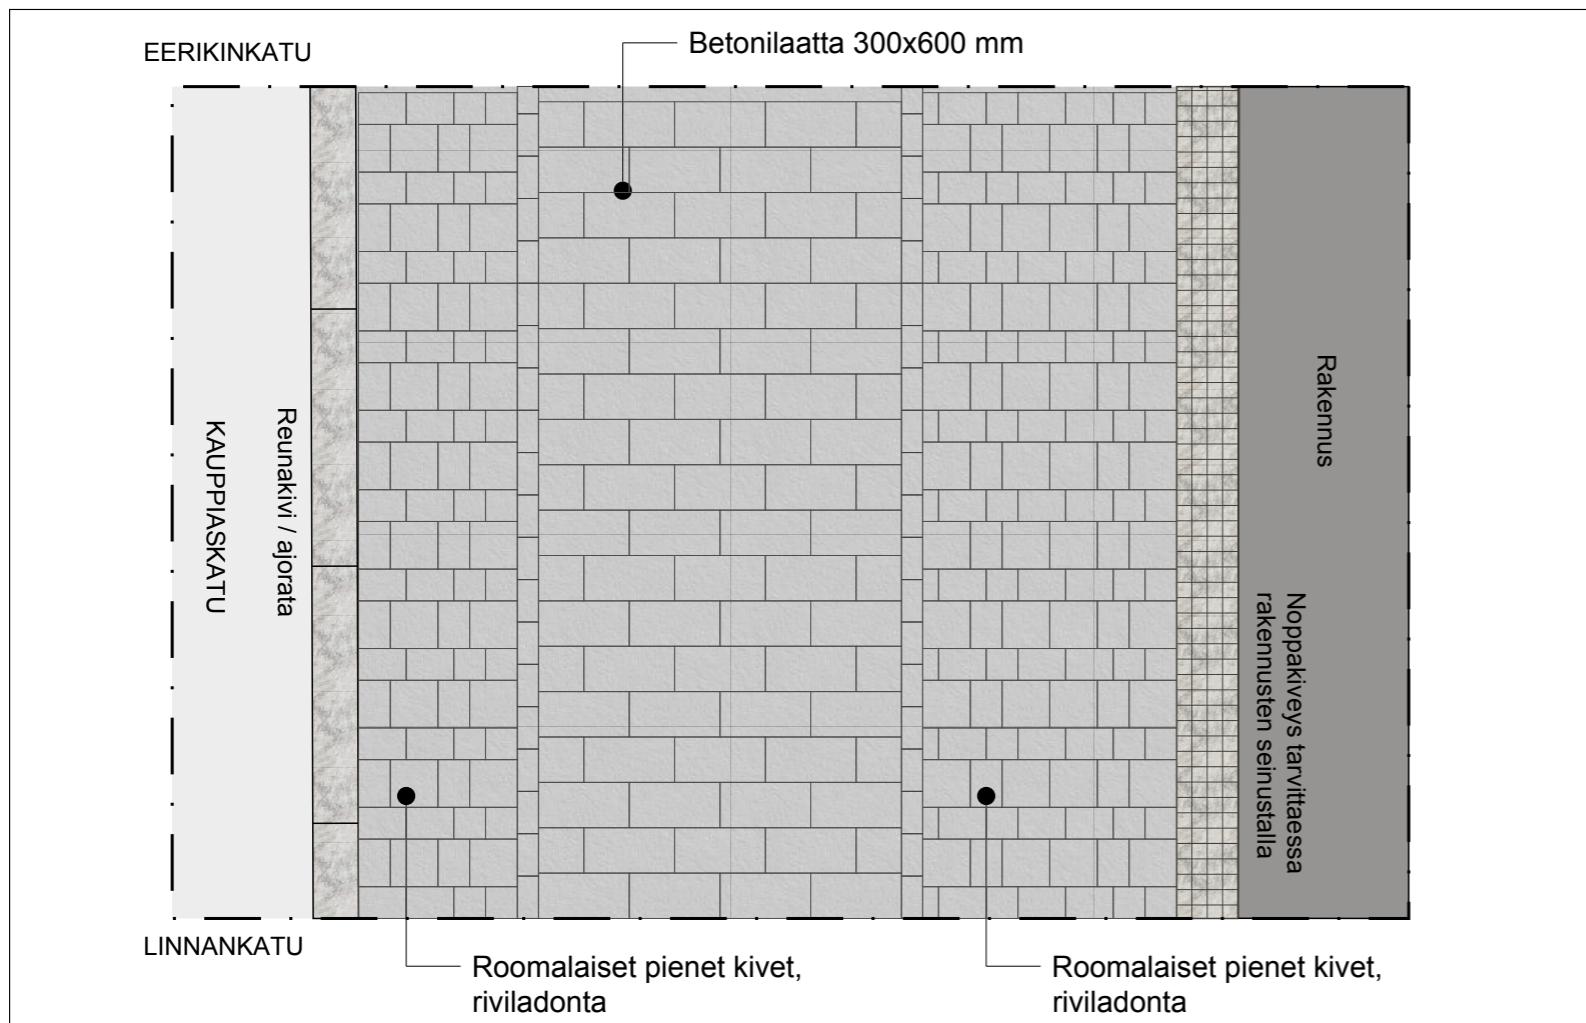 EERIKINKATU
Betonilaatta 300x600 mm
KAUPPIASKATU
Reunakivi / ajorata
Rakennus
Noppakiveys tarvittaessa
rakennusten seinustalla
LINNANKATU
Roomalaiset pienet kivet,
riviladonta
Roomalaiset pienet kivet,
riviladonta